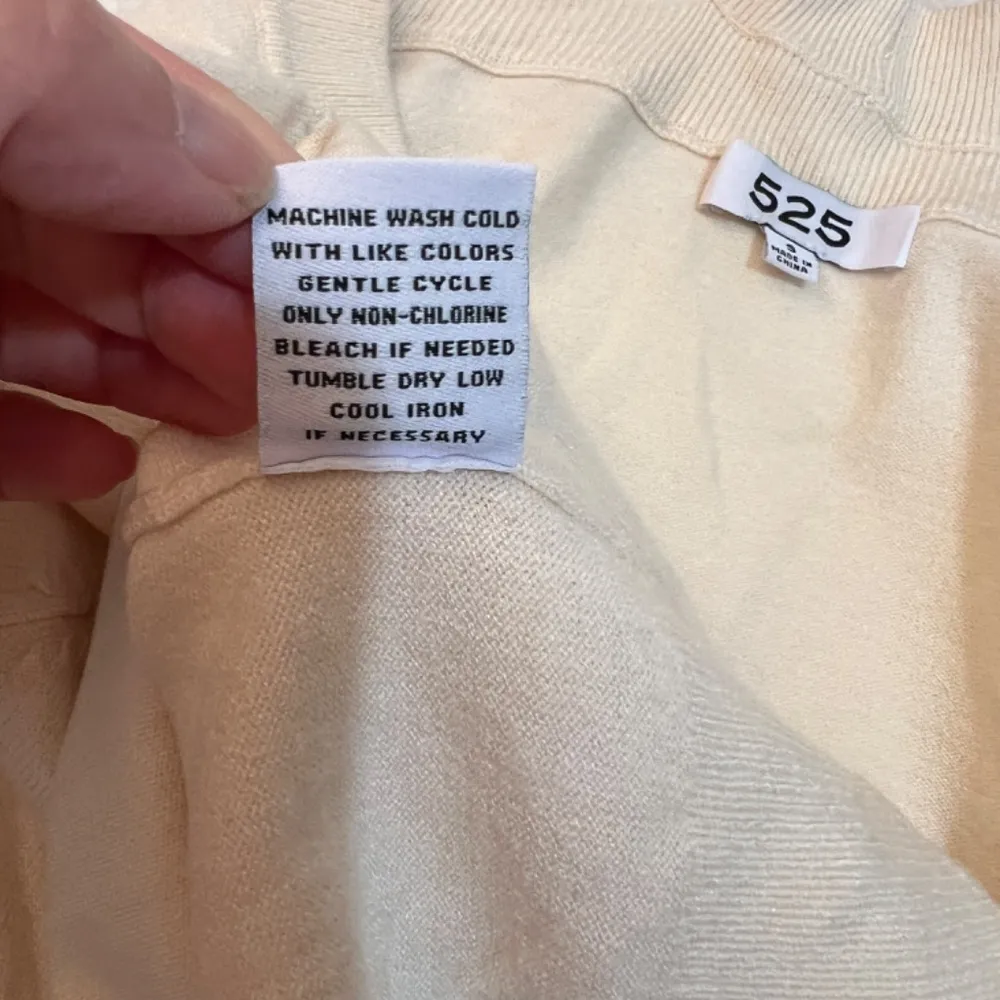 MACHINE WASH COLD
WITH LIKE COLORS
GENTLE CYCLE
ONLY NON-CHLORINE
BLEACH IF NEEDED
TUMBLE DRY LOW
COOL IRON
IF NECESSARY
525
S
MADE IN
CHINA